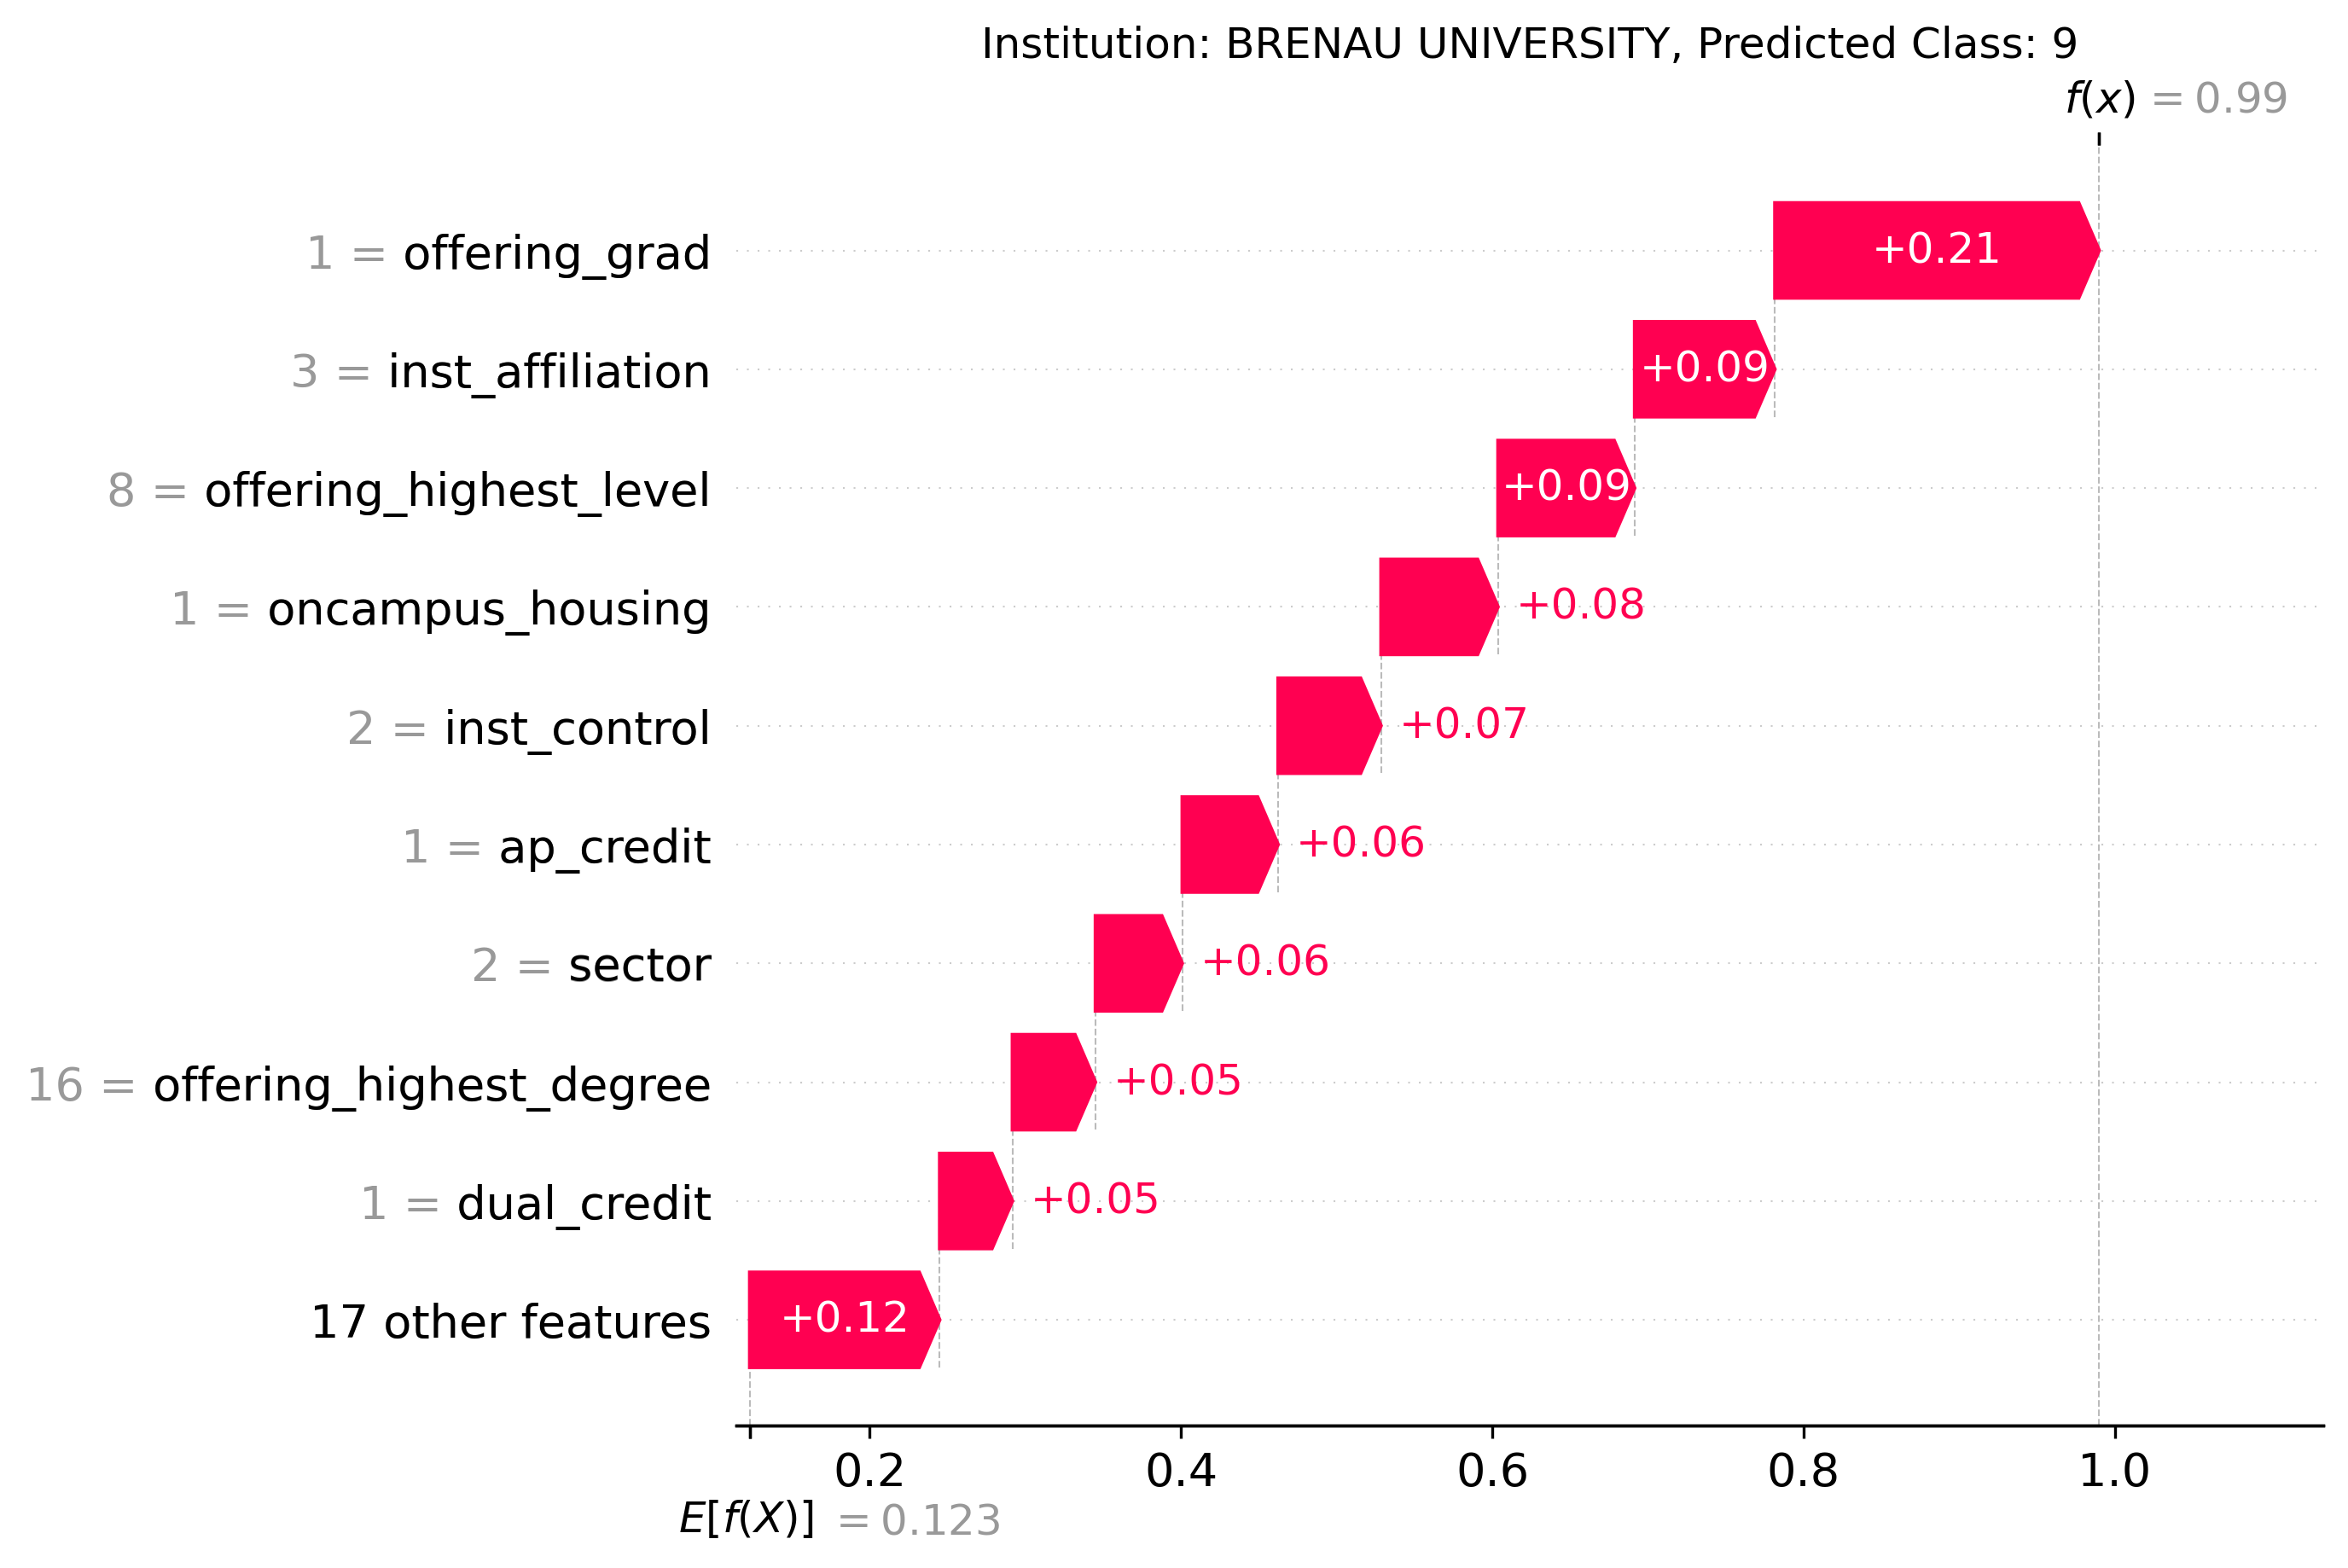 Institution: BRENAU UNIVERSITY, Predicted Class: 9
f(x) = 0.99
1 = offering_grad +0.21
3 = inst_affiliation +0.09
8 = offering_highest_level +0.09
1 = oncampus_housing +0.08
2 = inst_control +0.07
1 = ap_credit +0.06
2 = sector +0.06
16 = offering_highest_degree +0.05
1 = dual_credit +0.05
17 other features +0.12
0.2 0.4 0.6 0.8 1.0
E[f(X)] = 0.123